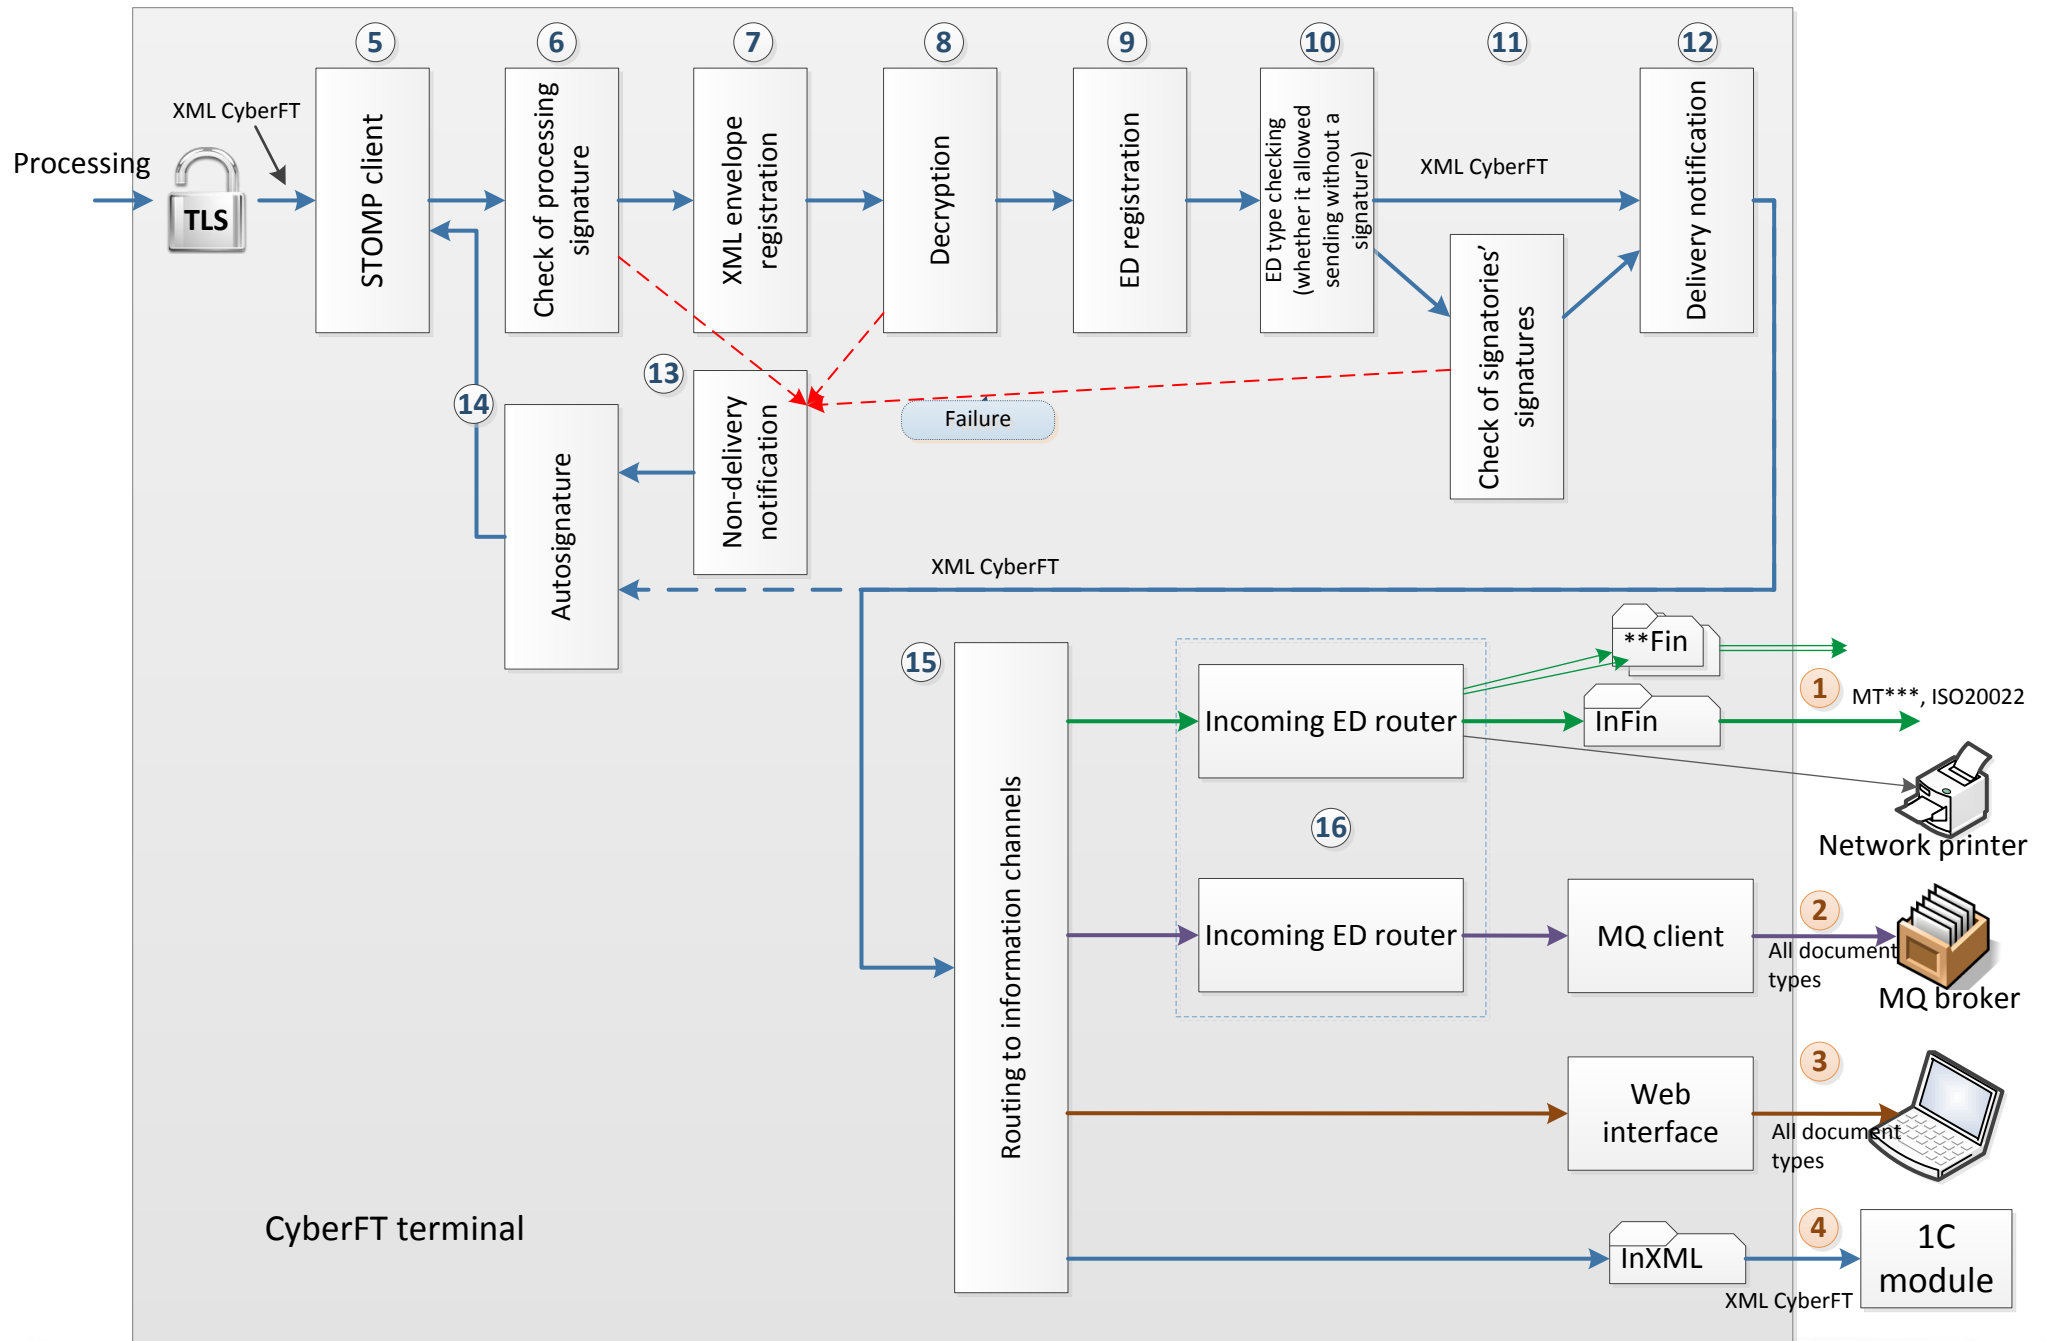 5
6
7
8
9
10
11
12
Processing
TLS
XML CyberFT
STOMP client
Check of processing
signature
XML envelope
registration
Decryption
ED registration
ED type checking
(whether it allowed
sending without a
signature)
XML CyberFT
Check of signatories'
signatures
Delivery notification
13
Non-delivery
notification
Failure
14
Autosignature
XML CyberFT
15
Routing to information channels
Incoming ED router
**Fin
InFin
1
MT***, ISO20022
Network printer
16
Incoming ED router
MQ client
2
All document
types
MQ broker
Web
interface
3
All document
types
InXML
4
XML CyberFT
1C
module
CyberFT terminal